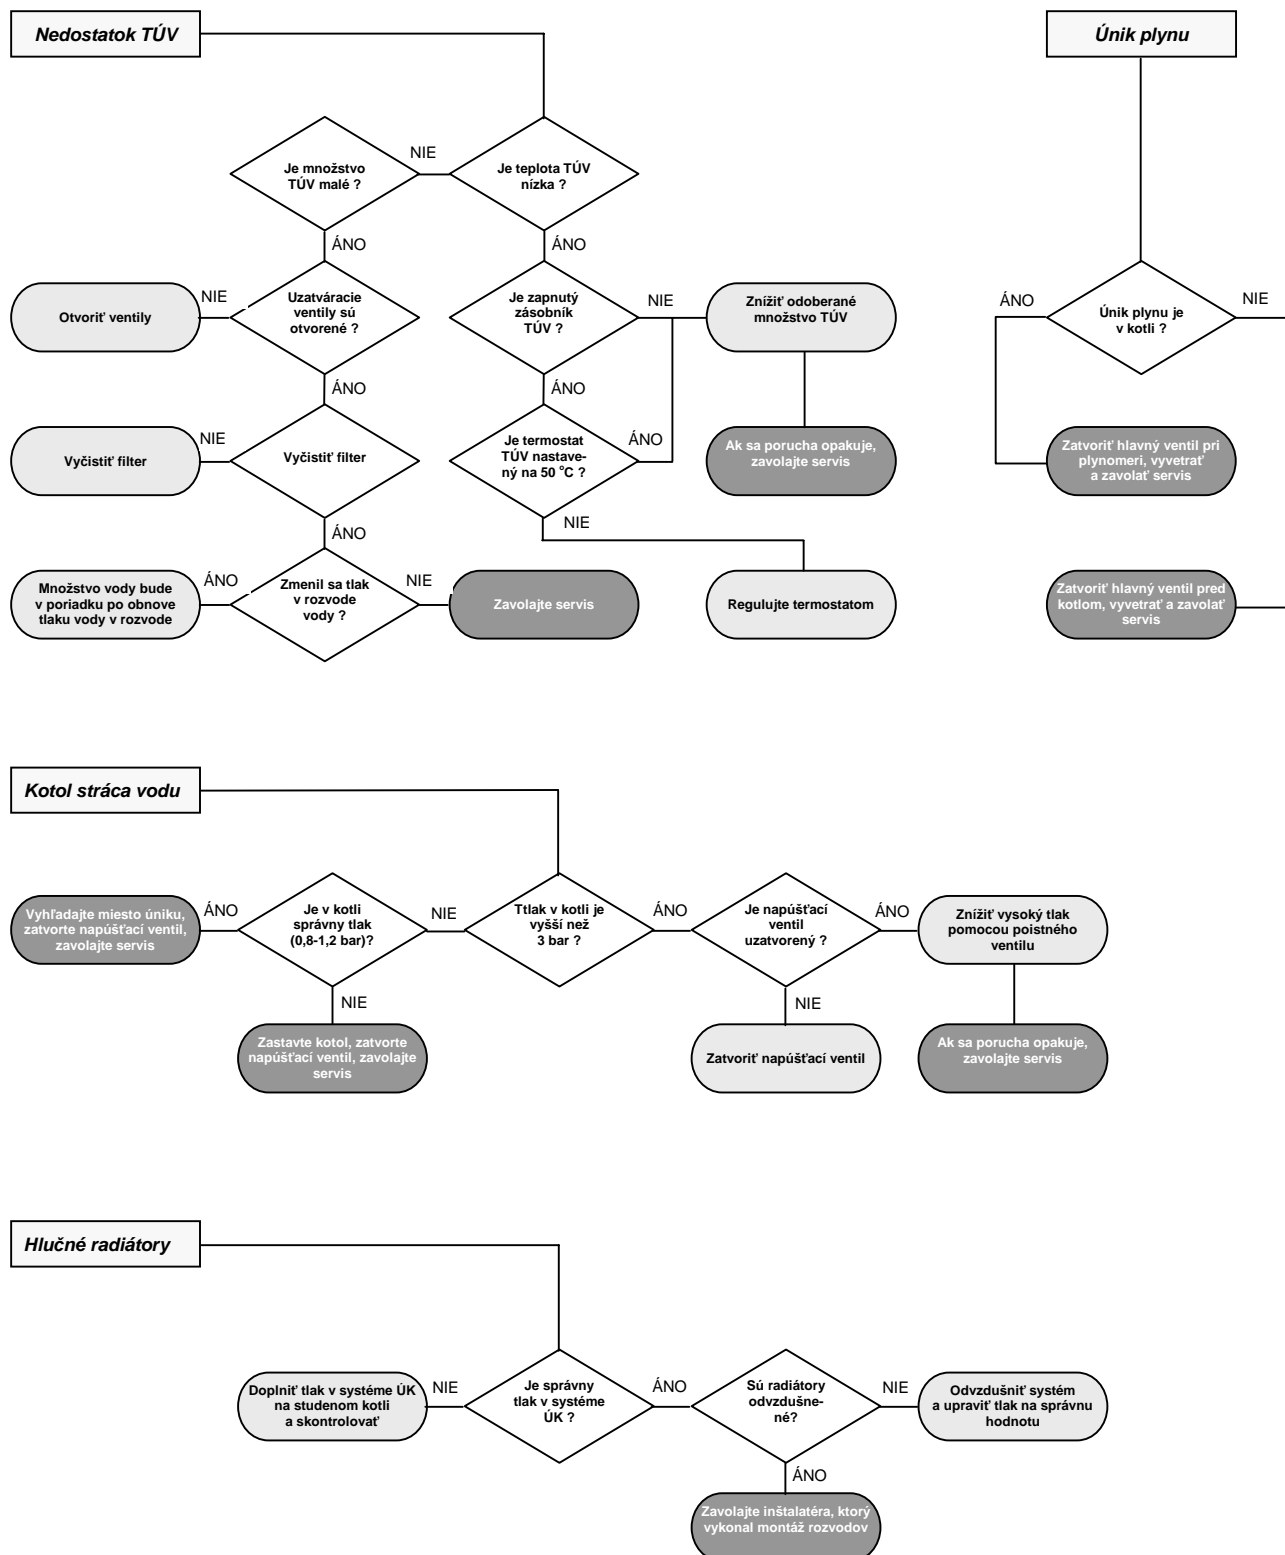 Nedostatok TÚV
Únik plynu
NIE
Je množstvo
TÚV malé ?
Je teplota TÚV
nízka ?
ÁNO
ÁNO
NIE
Otvoriť ventily
Uzatváracie
ventily sú
otvorené ?
Je zapnutý
zásobník
TÚV ?
NIE
Znížiť odoberané
množstvo TÚV
ÁNO
Únik plynu je
v kotli ?
NIE
ÁNO
ÁNO
NIE
Vyčistiť filter
Vyčistiť filter
Je termostat
TÚV nastave-
ný na 50 °C ?
ÁNO
Ak sa porucha opakuje,
zavolajte servis
Zatvoriť hlavný ventil pri
plynomeri, vyvetrať
a zavolať servis
ÁNO
NIE
Množstvo vody bude
v poriadku po obnove
tlaku vody v rozvode
ÁNO
Zmenil sa tlak
v rozvode
vody ?
NIE
Zavolajte servis
Regulujte termostatom
Zatvoriť hlavný ventil pred
kotlom, vyvetrať a zavolať
servis
Kotol stráca vodu
Vyhľadajte miesto úniku,
zatvorte napúšťací ventil,
zavolajte servis
ÁNO
Je v kotli
správny tlak
(0,8-1,2 bar)?
NIE
Ttlak v kotli je
vyšší než
3 bar ?
ÁNO
Je napúšťací
ventil
uzatvorený ?
ÁNO
Znížiť vysoký tlak
pomocou poistného
ventilu
NIE
NIE
Zastavte kotol, zatvorte
napúšťací ventil, zavolajte
servis
Zatvoriť napúšťací ventil
Ak sa porucha opakuje,
zavolajte servis
Hlučné radiátory
Doplniť tlak v systéme ÚK
na studenom kotli
a skontrolovať
NIE
Je správny
tlak v systéme
ÚK ?
ÁNO
Sú radiátory
odvzdušne-
né?
NIE
Odvzdušniť systém
a upraviť tlak na správnu
hodnotu
ÁNO
Zavolajte inštalatéra, ktorý
vykonal montáž rozvodov